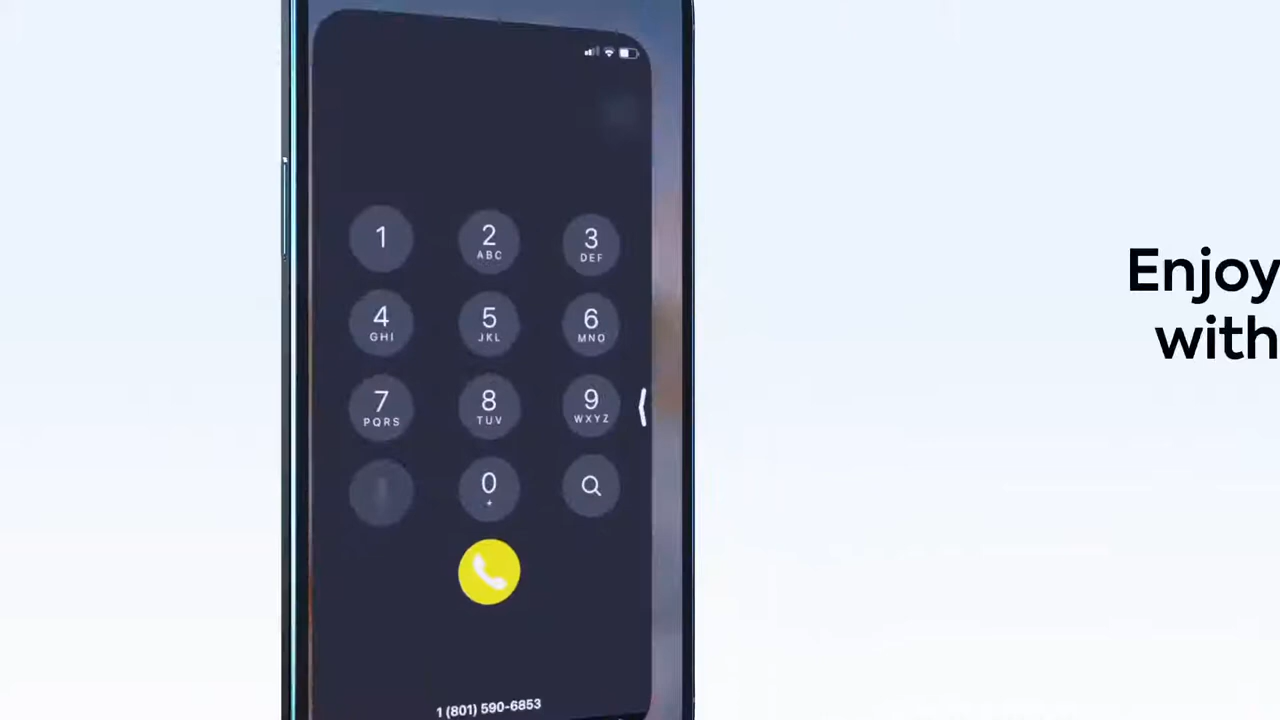 1
2
ABC
3
DEF
4
GHI
5
JKL
6
MNO
7
PQRS
8
TUV
9
WXYZ
0
+
1 (801) 590-6853
Enjoy
with